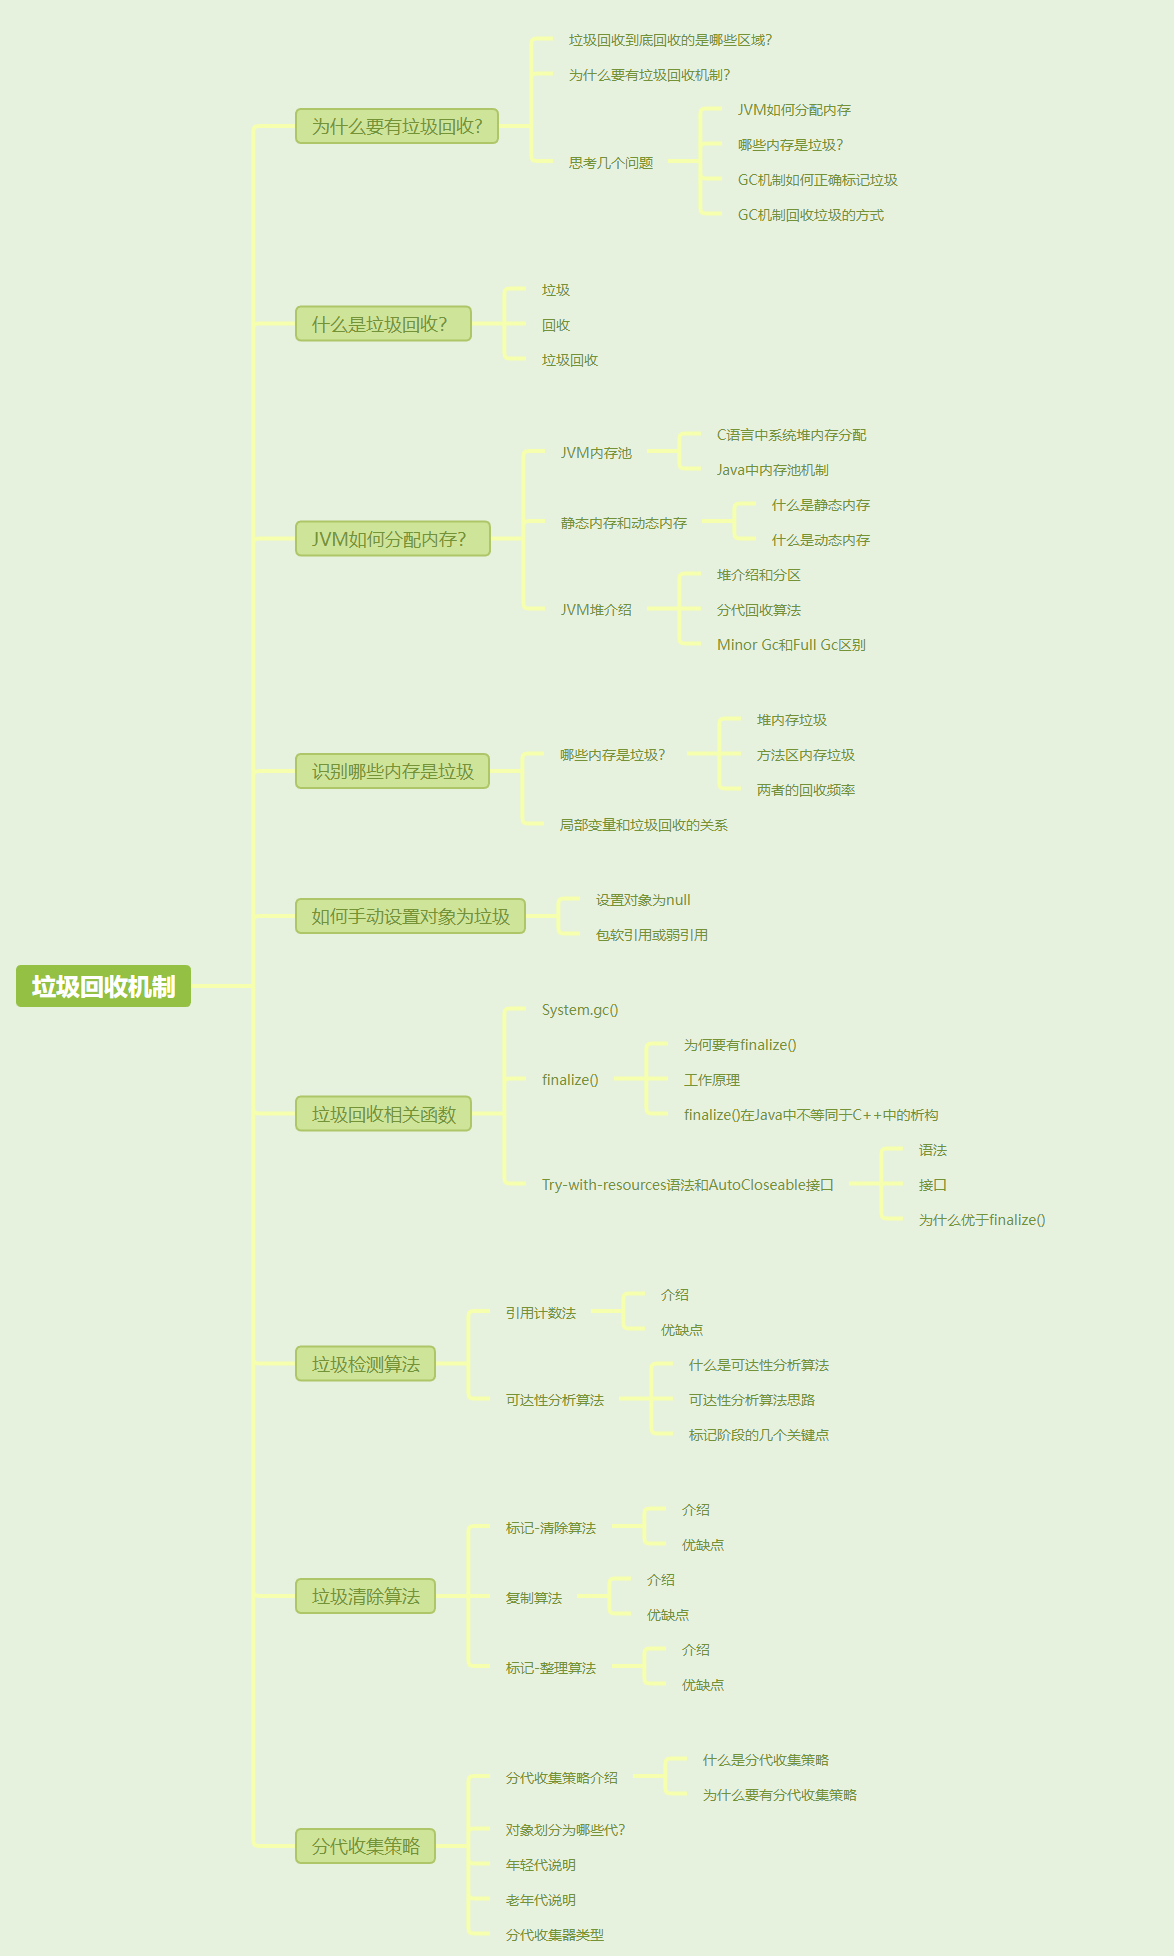 垃圾回收机制
为什么要有垃圾回收?
垃圾回收到底回收的是哪些区域?
为什么要有垃圾回收机制?
思考几个问题
JVM如何分配内存
哪些内存是垃圾?
GC机制如何正确标记垃圾
GC机制回收垃圾的方式
什么是垃圾回收?
垃圾
回收
垃圾回收
JVM如何分配内存?
JVM内存池
C语言中系统堆内存分配
Java中内存池机制
静态内存和动态内存
什么是静态内存
什么是动态内存
JVM堆介绍
堆介绍和分区
分代回收算法
Minor Gc和Full Gc区别
识别哪些内存是垃圾
哪些内存是垃圾?
堆内存垃圾
方法区内存垃圾
两者的回收频率
局部变量和垃圾回收的关系
如何手动设置对象为垃圾
设置对象为null
包软引用或弱引用
垃圾回收相关函数
System.gc()
finalize()
为何要有finalize()
工作原理
finalize()在Java中不等同于C++中的析构
Try-with-resources语法和AutoCloseable接口
语法
接口
为什么优于finalize()
垃圾检测算法
引用计数法
介绍
优缺点
可达性分析算法
什么是可达性分析算法
可达性分析算法思路
标记阶段的几个关键点
垃圾清除算法
标记-清除算法
介绍
优缺点
复制算法
介绍
优缺点
标记-整理算法
介绍
优缺点
分代收集策略
分代收集策略介绍
什么是分代收集策略
为什么要有分代收集策略
对象划分为哪些代?
年轻代说明
老年代说明
分代收集器类型